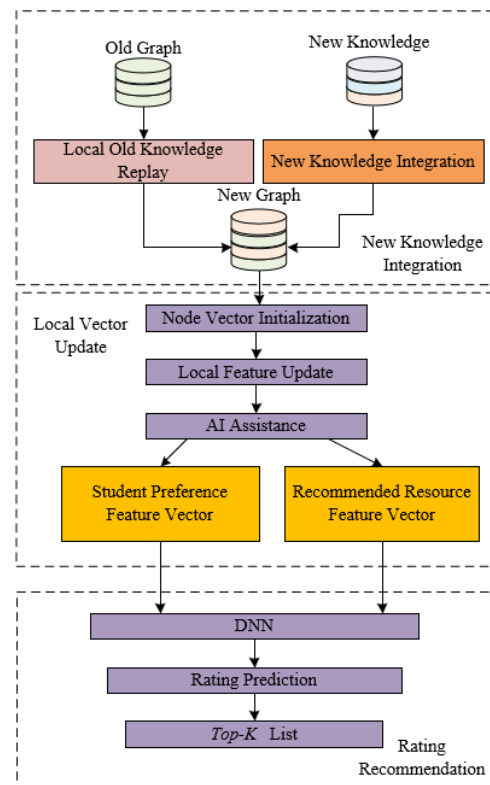 Old Graph
New Knowledge
Local Old Knowledge
Replay
New Knowledge Integration
New Graph
New Knowledge
Integration
Local Vector
Update
Node Vector Initialization
Local Feature Update
AI Assistance
Student Preference
Feature Vector
Recommended Resource
Feature Vector
DNN
Rating Prediction
Top-K List
Rating
Recommendation